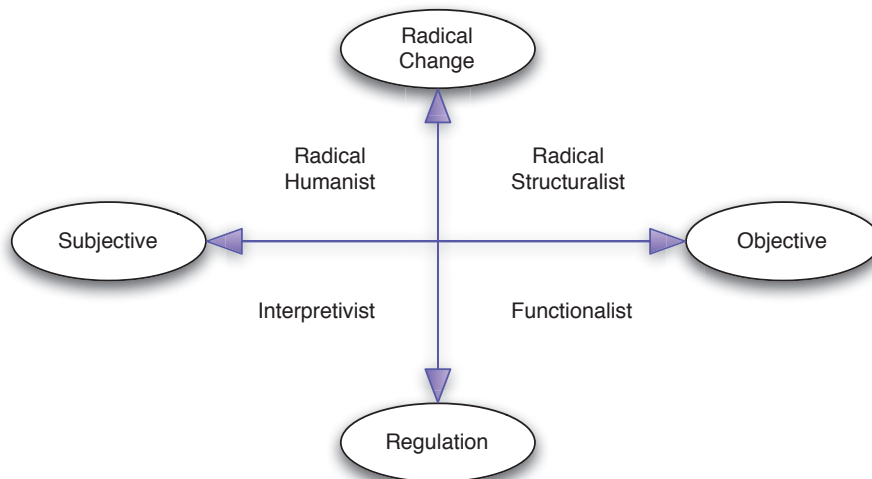 Radical
Change
Radical
Humanist
Radical
Structuralist
Subjective
Objective
Interpretivist
Functionalist
Regulation